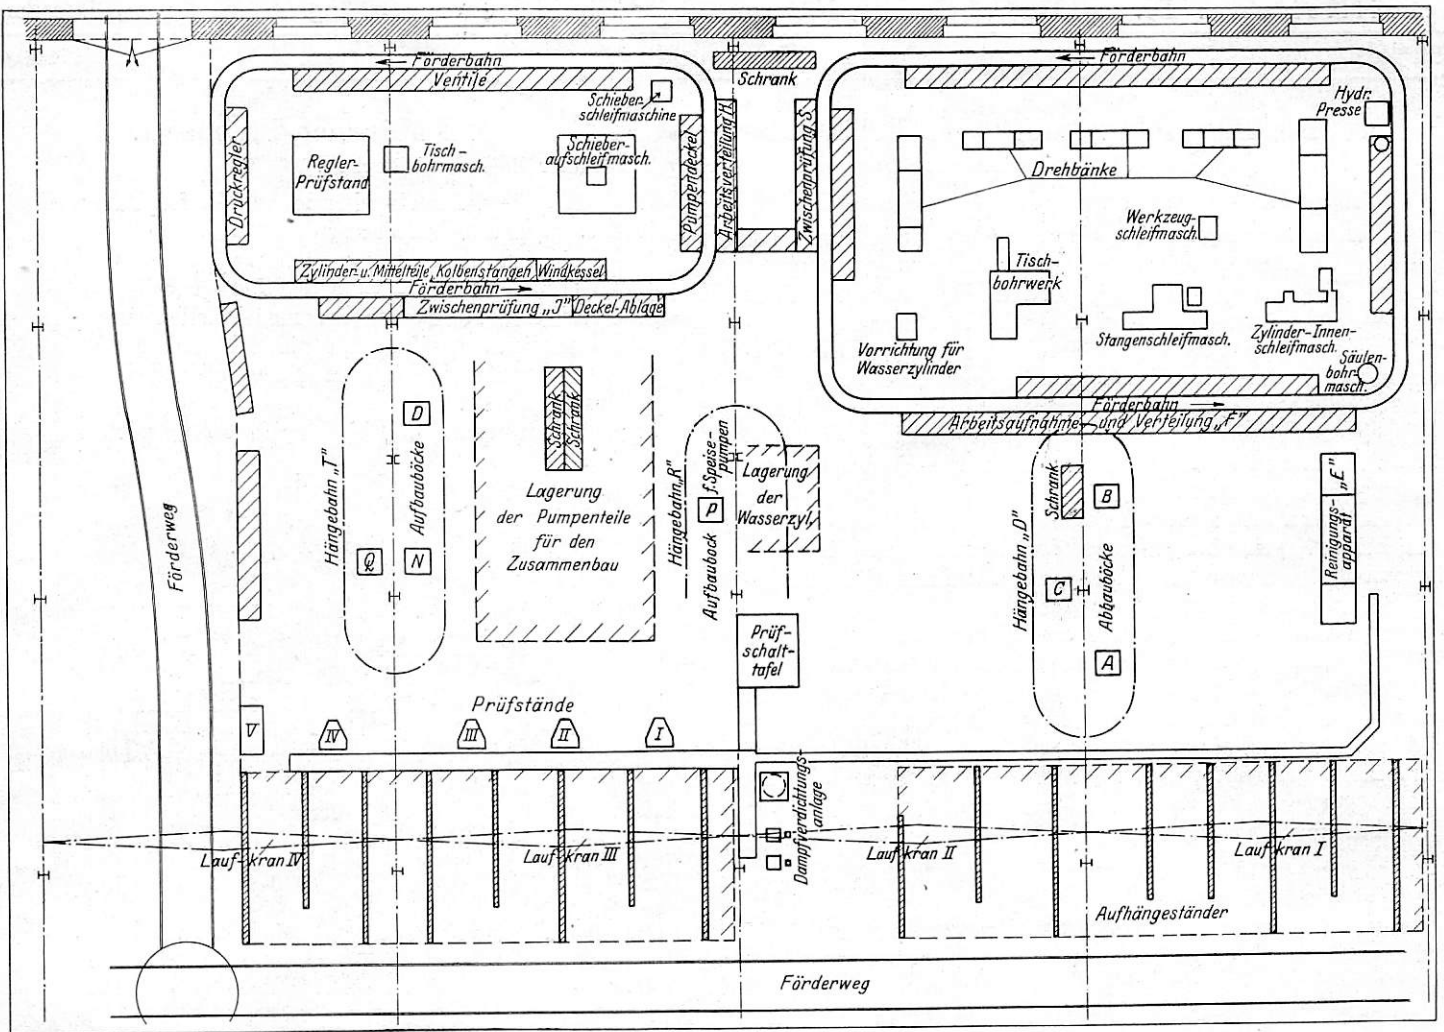 Förderbahn
Ventile
Schieber-
schleifmaschine
Druckregler
Regler-
Prüfstand
Tisch-
bohrmasch.
Schieber-
aufschleifmasch.
Pumpendeckel
Arbeitsverteilung H.
Schrank
Zwischenprüfung S.
Zylinder- u. Mittelteile
Kolbenstangen
Windkessel
Förderbahn
Zwischenprüfung „J"
Deckel-Ablage
Förderbahn
Hydr.
Presse
Drehbänke
Werkzeug-
schleifmasch.
Tisch-
bohrwerk
Vorrichtung für
Wasserzylinder
Stangenschleifmasch.
Zylinder-Innen-
schleifmasch.
Säulen-
bohr-
masch.
Förderbahn
Arbeitsaufnahme und Verteilung „F"
Förderweg
Hängebahn „T"
D
Aufbauböcke
Q
N
Schrank
Schrank
Lagerung
der Pumpenteile
für den
Zusammenbau
Hängebahn „R"
Aufbaubock f. Speise-
pumpen
P
Lagerung
der
Wasserzyl.
Prüf-
schalt-
tafel
Hängebahn „D"
Schrank
B
C
Abbauböcke
A
Reinigungs-
apparat
„E"
Prüfstände
V
IV
III
II
I
Dampfverdichtungs-
anlage
Lauf-kran IV
Lauf-kran III
Lauf-kran II
Lauf-kran I
Aufhängeständer
Förderweg